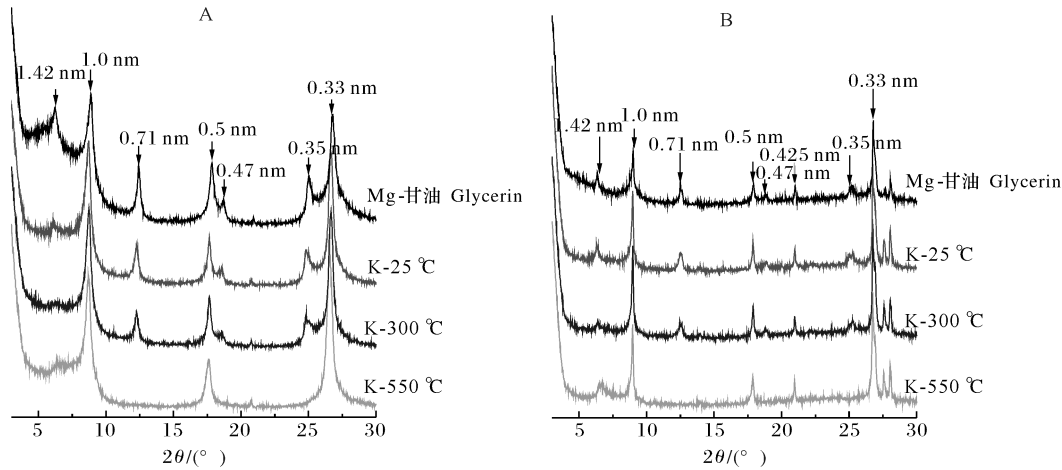 A
1.42 nm
1.0 nm
0.71 nm
0.5 nm
0.47 nm
0.35 nm
0.33 nm
Mg-甘油 Glycerin
K-25 ℃
K-300 ℃
K-550 ℃
5 10 15 20 25 30
2θ/(°)
B
1.42 nm
1.0 nm
0.71 nm
0.5 nm
0.425 nm
0.47 nm
0.35 nm
0.33 nm
Mg-甘油 Glycerin
K-25 ℃
K-300 ℃
K-550 ℃
5 10 15 20 25 30
2θ/(°)